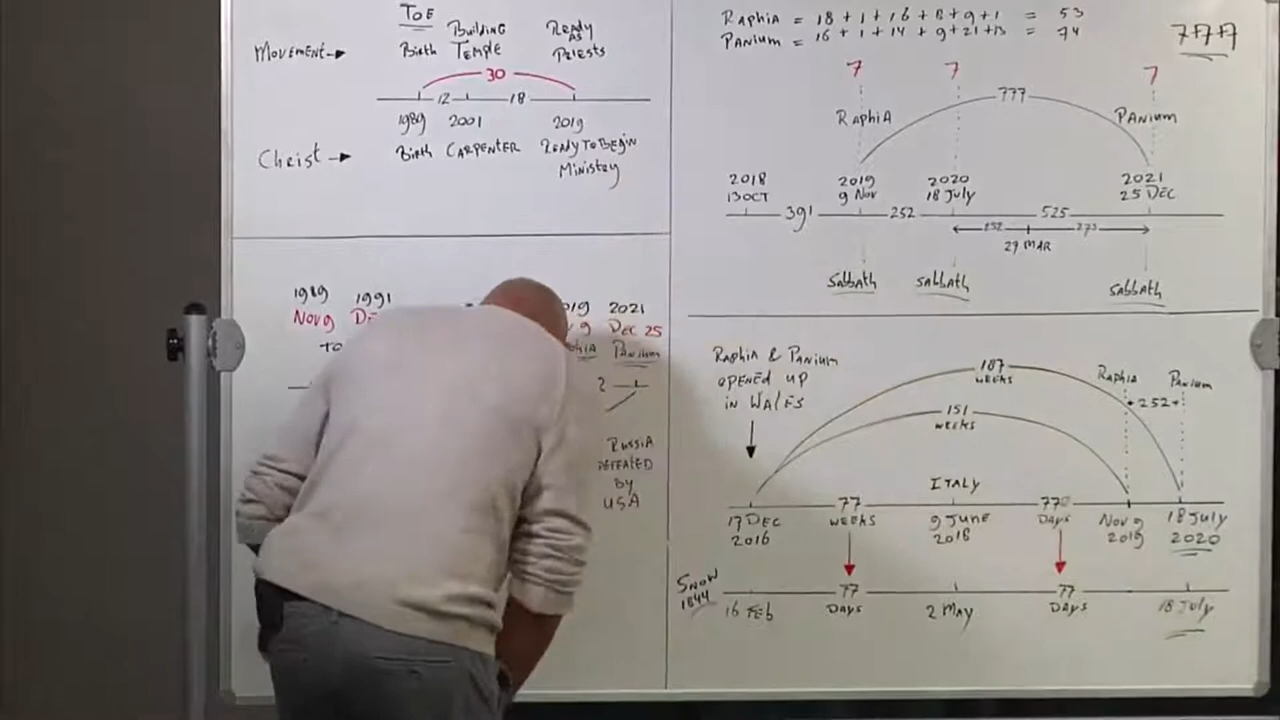 ToE
Building
Ready
As
Movement
Birth
Temple
Priests
30
12
18
1989
2001
2019
Christ
Birth
CARPENTER
Ready To Begin
Ministry
Raphia = 18 + 1 + 16 + 8 + 9 + 1 = 53
Panium = 16 + 1 + 14 + 9 + 21 + 13 = 74
7+7+7
7
7
7
777
RaphiA
Panium
2018
13 OCT
2019
9 Nov
2020
18 July
2021
25 DEC
391
252
525
252
273
29 MAR
Sabbath
Sabbath
Sabbath
1989
1991
2021
Nov 9
9
Dec 25
TO
Panium
2
RUSSIA
DEFEATED
By
USA
Raphia & Panium
OPENED UP
IN WALES
187
WEEKS
151
WEEKS
Raphia
Panium
252
ITALY
17 DEC
2016
77
WEEKS
9 June
2018
DAYS
Nov 9
2019
18 July
2020
Snow
1844
16 Feb
77
DAYS
2 May
77
DAYS
18 July